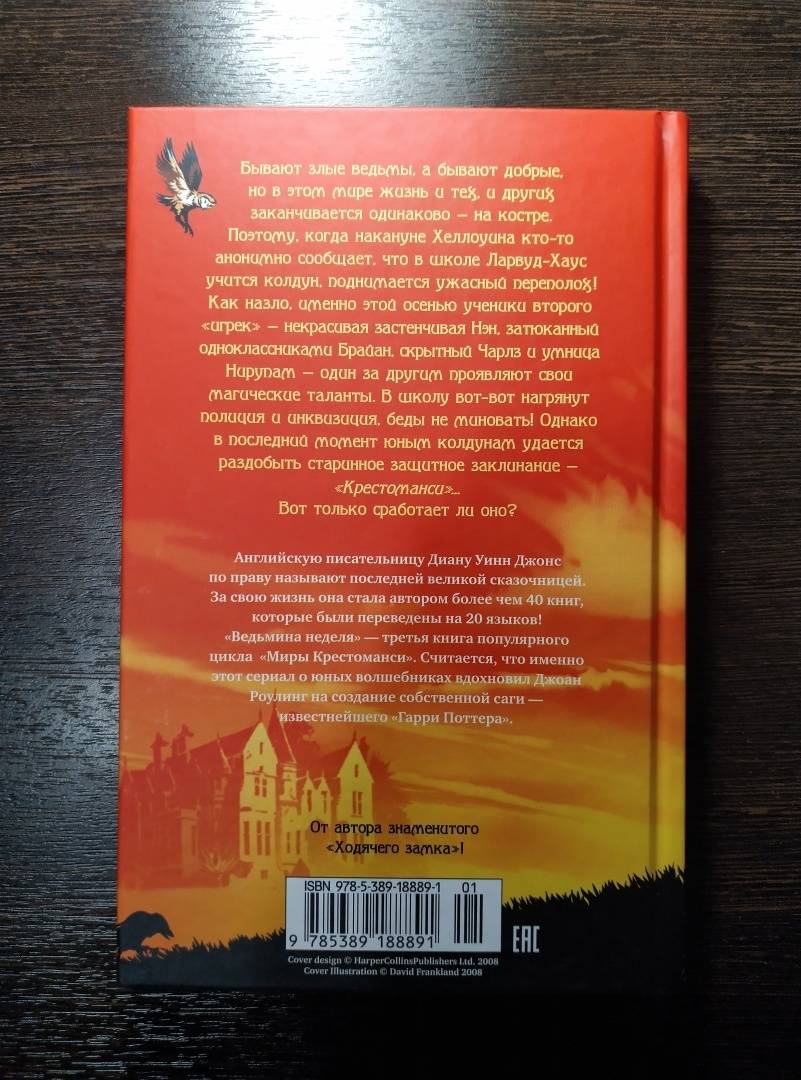 Бывают злые ведьмы, а бывают добрые,
но в этом мире жизнь и тех, и других
заканчивается одинаково — на костре.
Поэтому, когда накануне Хеллоуина кто-то
анонимно сообщает, что в школе Ларвуд-Хаус
учится колдун, поднимается ужасный переполох!
Как назло, именно этой осенью ученики второго
«игрек» — некрасивая застенчивая Нэн, затюканный
одноклассниками Брайан, скрытный Чарлз и умница
Нирупам — один за другим проявляют свои
магические таланты. В школу вот-вот нагрянут
полиция и инквизиция, беды не миновать! Однако
в последний момент юным колдунам удается
раздобыть старинное защитное заклинание —
«Крестоманси»...
Вот только сработает ли оно?
Английскую писательницу Диану Уинн Джонс
по праву называют последней великой сказочницей.
За свою жизнь она стала автором более чем 40 книг,
которые были переведены на 20 языков!
«Ведьмина неделя» — третья книга популярного
цикла «Миры Крестоманси». Считается, что именно
этот сериал о юных волшебниках вдохновил Джоан
Роулинг на создание собственной саги —
известнейшего «Гарри Поттера».
От автора знаменитого
«Ходячего замка»!
ISBN 978-5-389-18889-1 01
9 785389 188891
EAC
Cover design © HarperCollinsPublishers Ltd. 2008
Cover Illustration © David Frankland 2008